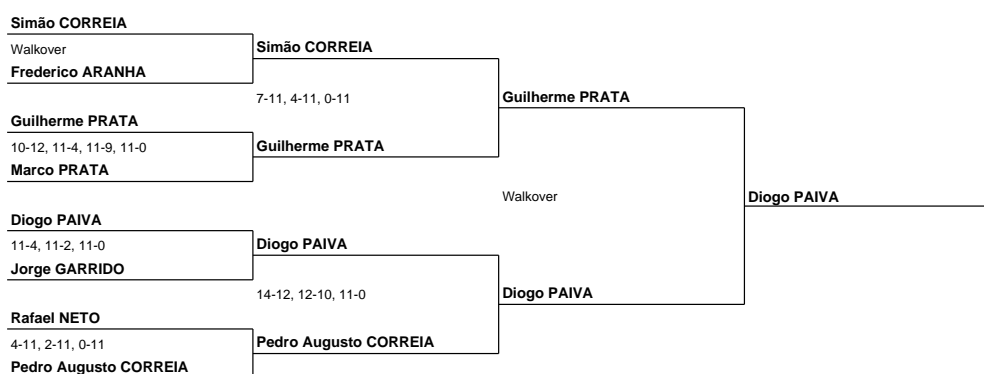 Simão CORREIA
Walkover
Simão CORREIA
Frederico ARANHA
7-11, 4-11, 0-11
Guilherme PRATA
Guilherme PRATA
10-12, 11-4, 11-9, 11-0
Guilherme PRATA
Marco PRATA
Walkover
Diogo PAIVA
Diogo PAIVA
11-4, 11-2, 11-0
Diogo PAIVA
Jorge GARRIDO
14-12, 12-10, 11-0
Diogo PAIVA
Rafael NETO
4-11, 2-11, 0-11
Pedro Augusto CORREIA
Pedro Augusto CORREIA